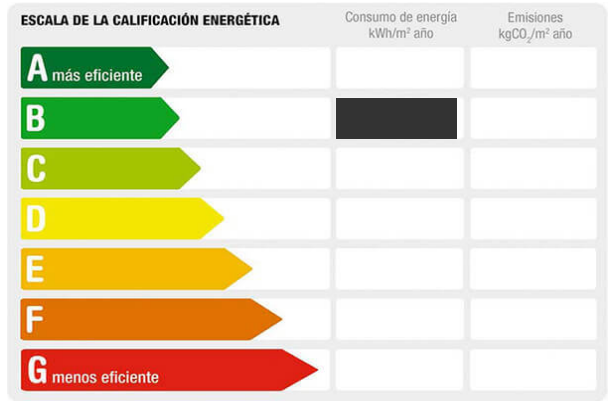 ESCALA DE LA CALIFICACIÓN ENERGÉTICA
Consumo de energía
kWh/m² año
Emisiones
kgCO₂/m² año
A más eficiente
B
C
D
E
F
G menos eficiente